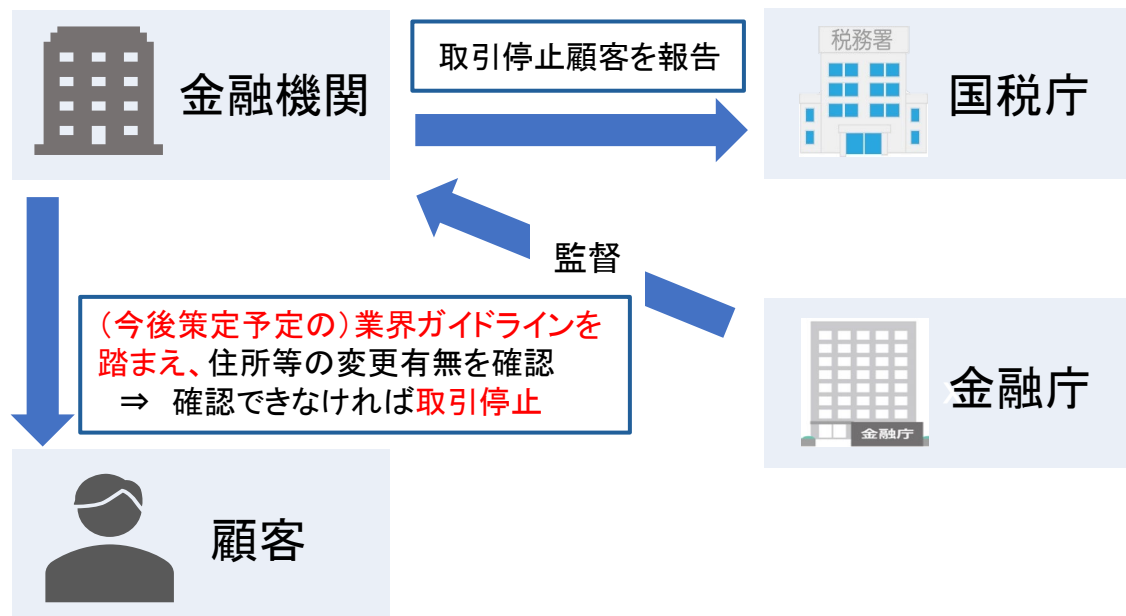 金融機関
取引停止顧客を報告
税務署
国税庁
監督
(今後策定予定の)業界ガイドラインを
踏まえ、住所等の変更有無を確認
⇒ 確認できなければ取引停止
金融庁
金融庁
顧客